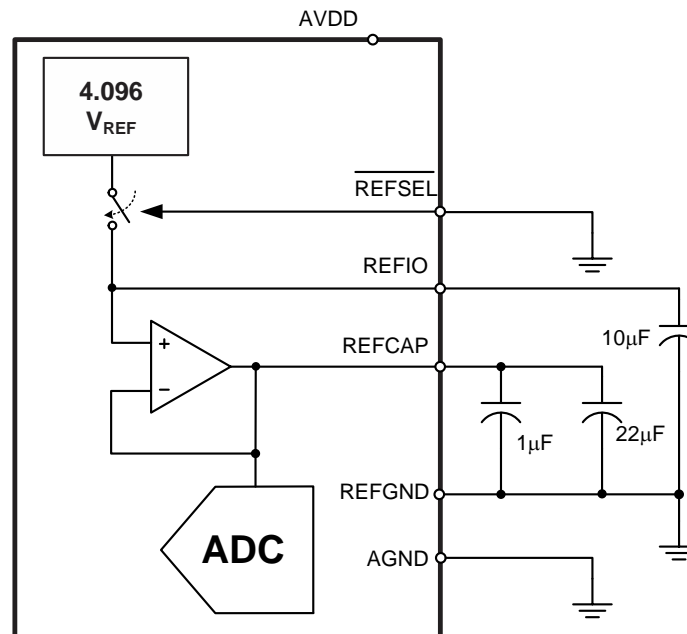 AVDD
4.096
VREF
REFSEL
REFIO
10μF
REFCAP
1μF
22μF
REFGND
+
−
ADC
AGND